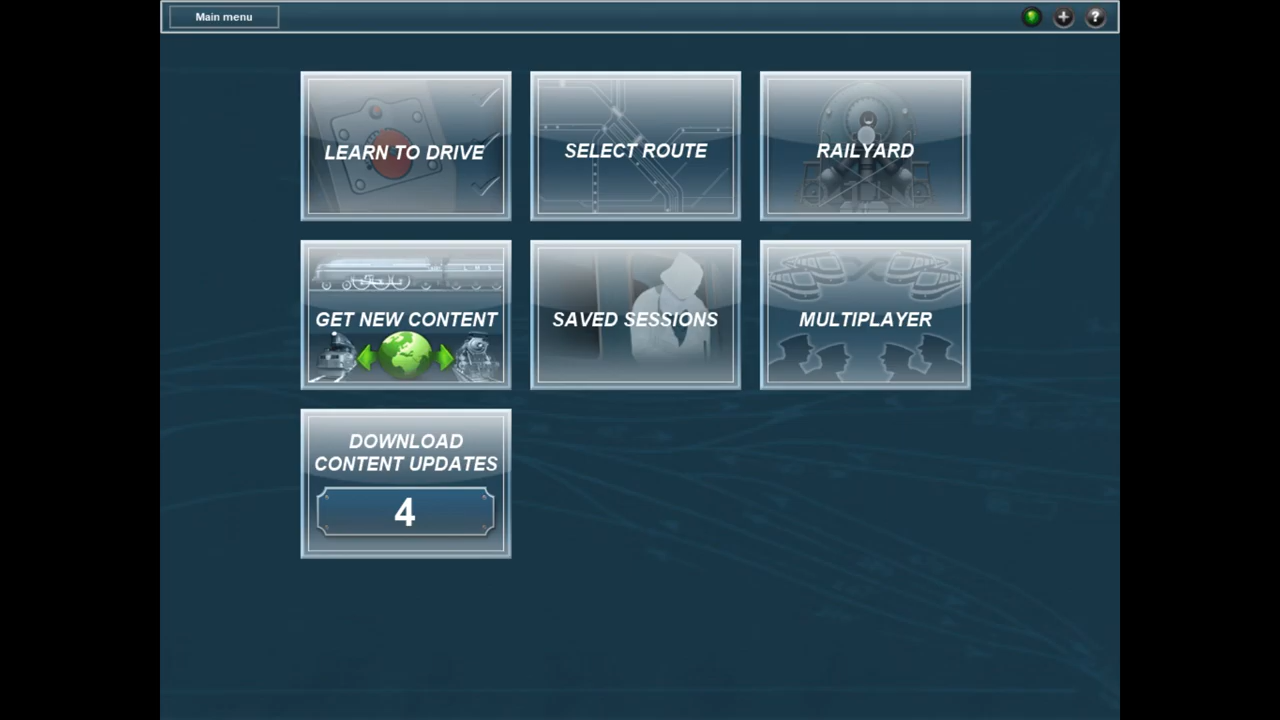 Main menu
?
LEARN TO DRIVE
SELECT ROUTE
RAILYARD
GET NEW CONTENT
SAVED SESSIONS
MULTIPLAYER
DOWNLOAD
CONTENT UPDATES
4